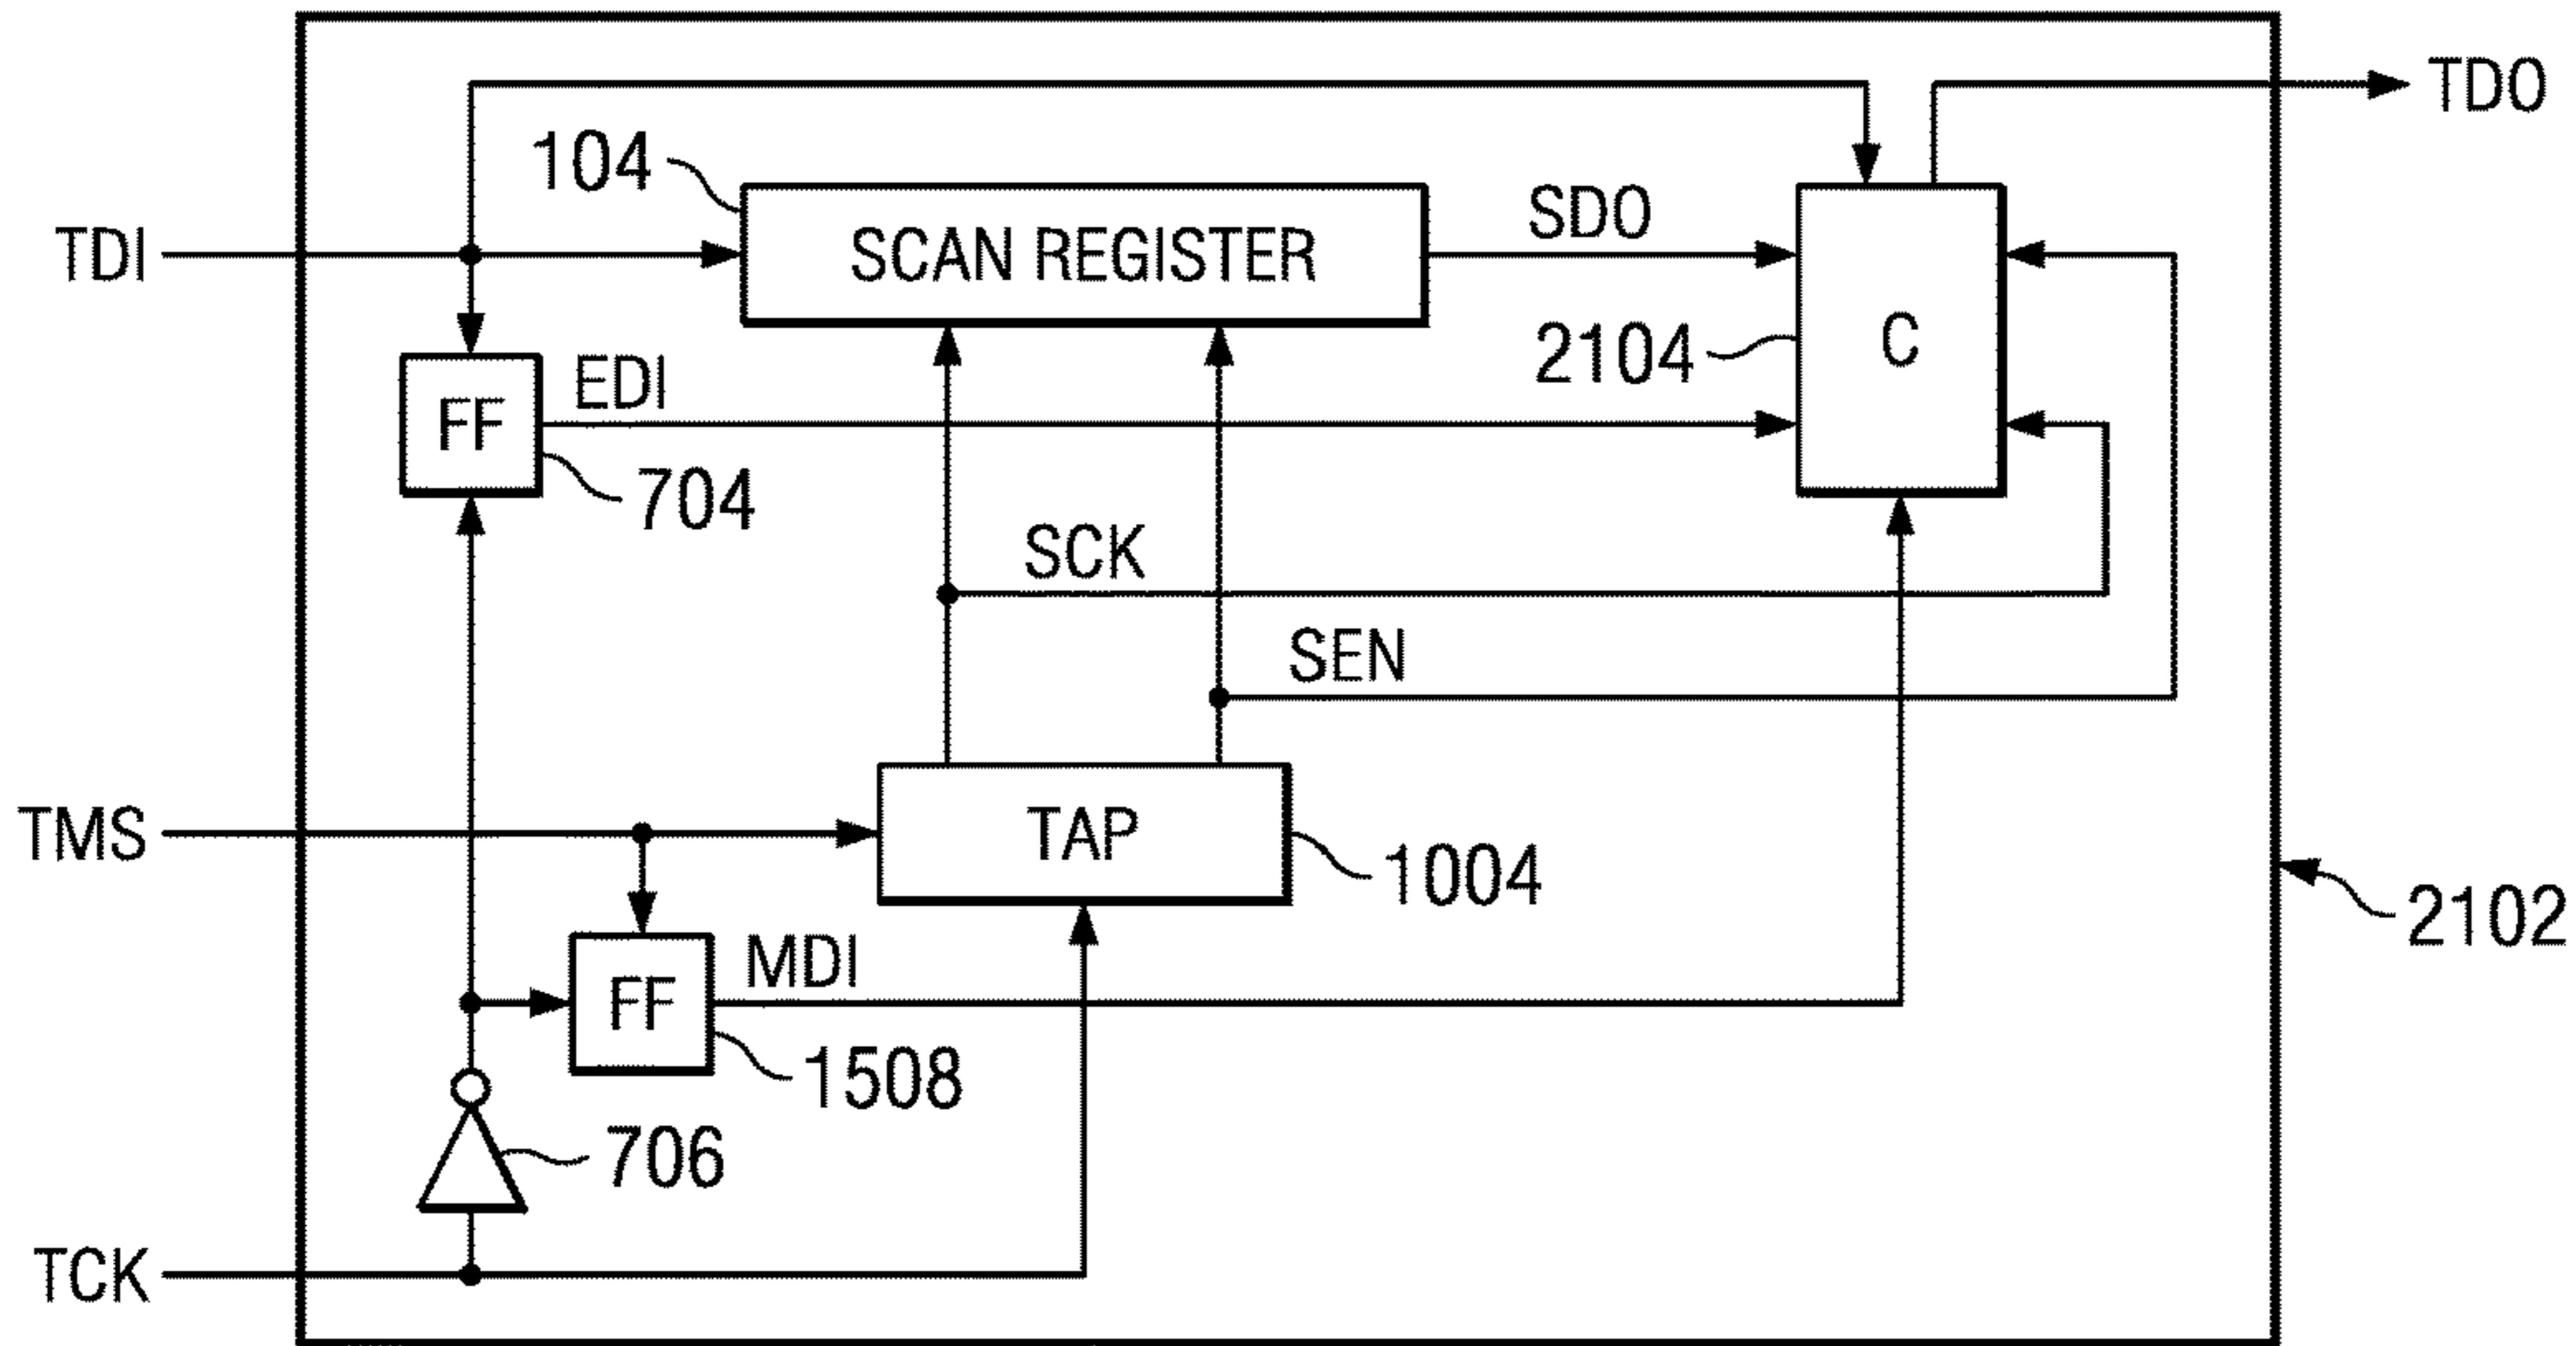 TDO
104
TDI
SCAN REGISTER
SDO
2104
C
FF
EDI
704
SCK
SEN
TMS
TAP
1004
2102
FF
MDI
1508
706
TCK